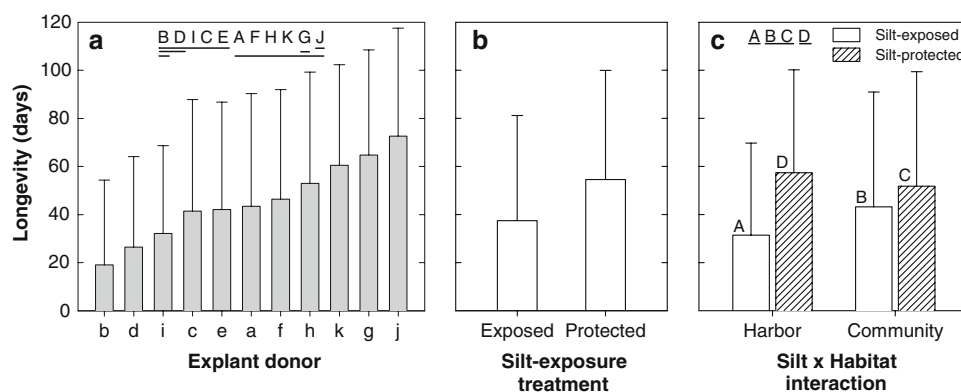 120
100
80
60
40
20
0
Longevity (days)
a
B D I C E A F H K G J
b d i c e a f h k g j
Explant donor
b
Exposed Protected
Silt-exposure
treatment
c
A B C D
Silt-exposed
Silt-protected
A
D
B
C
Harbor Community
Silt x Habitat
interaction